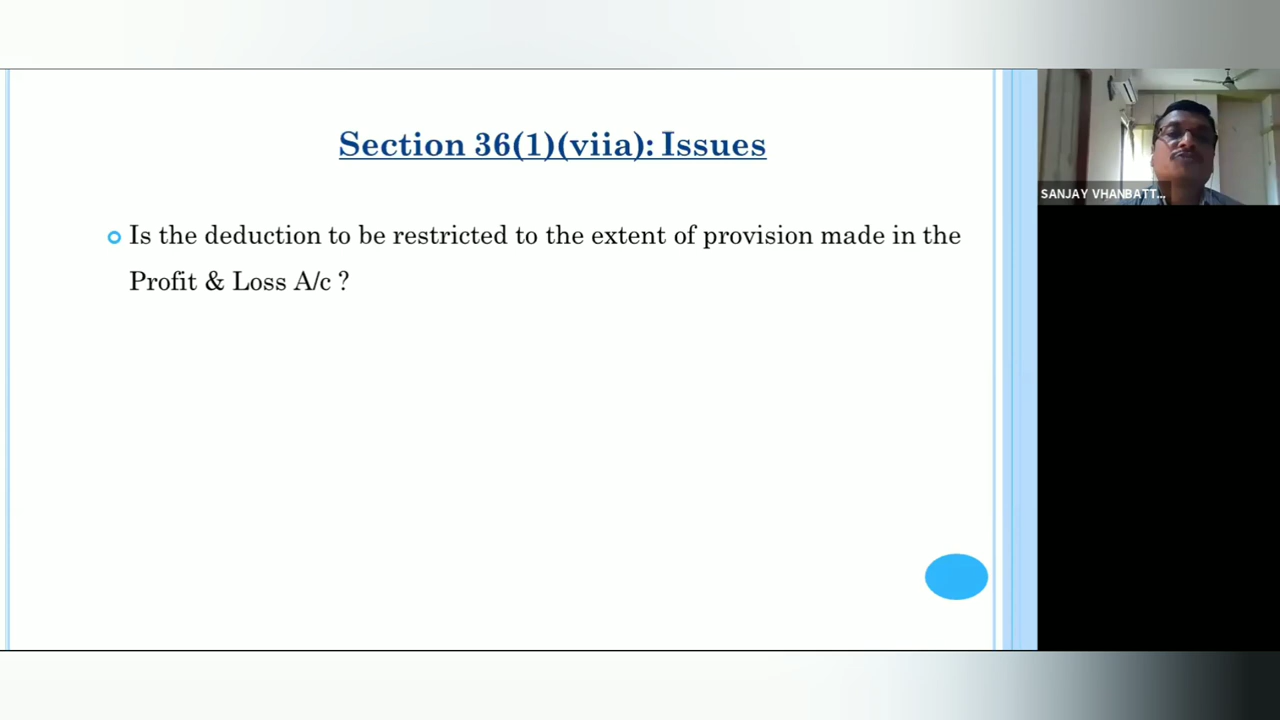 Section 36(1)(viia): Issues
Is the deduction to be restricted to the extent of provision made in the
Profit & Loss A/c ?
SANJAY VHANBATT...